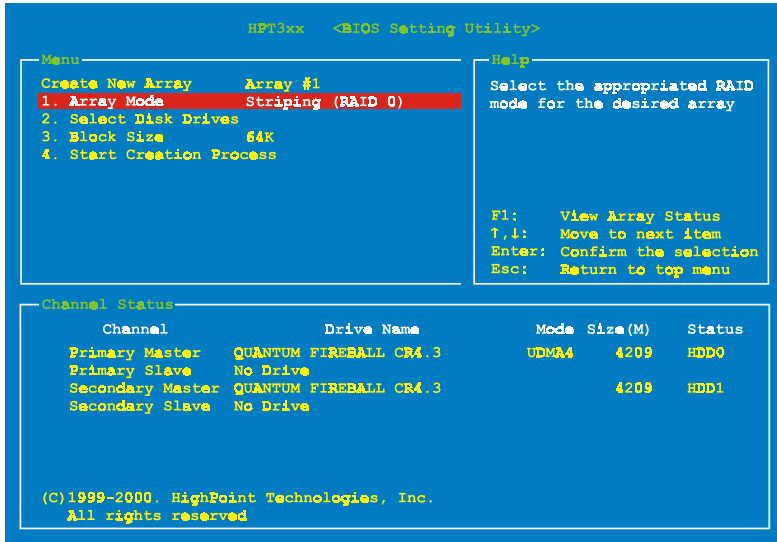 HPT3xx <BIOS Setting Utility>
Menu
Create New Array Array #1
1. Array Mode Striping (RAID 0)
2. Select Disk Drives
3. Block Size 64K
4. Start Creation Process
Help
Select the appropriated RAID
mode for the desired array
F1: View Array Status
↑,↓: Move to next item
Enter: Confirm the selection
Esc: Return to top menu
Channel Status
Channel Drive Name Mode Size(M) Status
Primary Master QUANTUM FIREBALL CR4.3 UDMA4 4209 HDD0
Primary Slave No Drive
Secondary Master QUANTUM FIREBALL CR4.3 4209 HDD1
Secondary Slave No Drive
(C)1999-2000. HighPoint Technologies, Inc.
All rights reserved